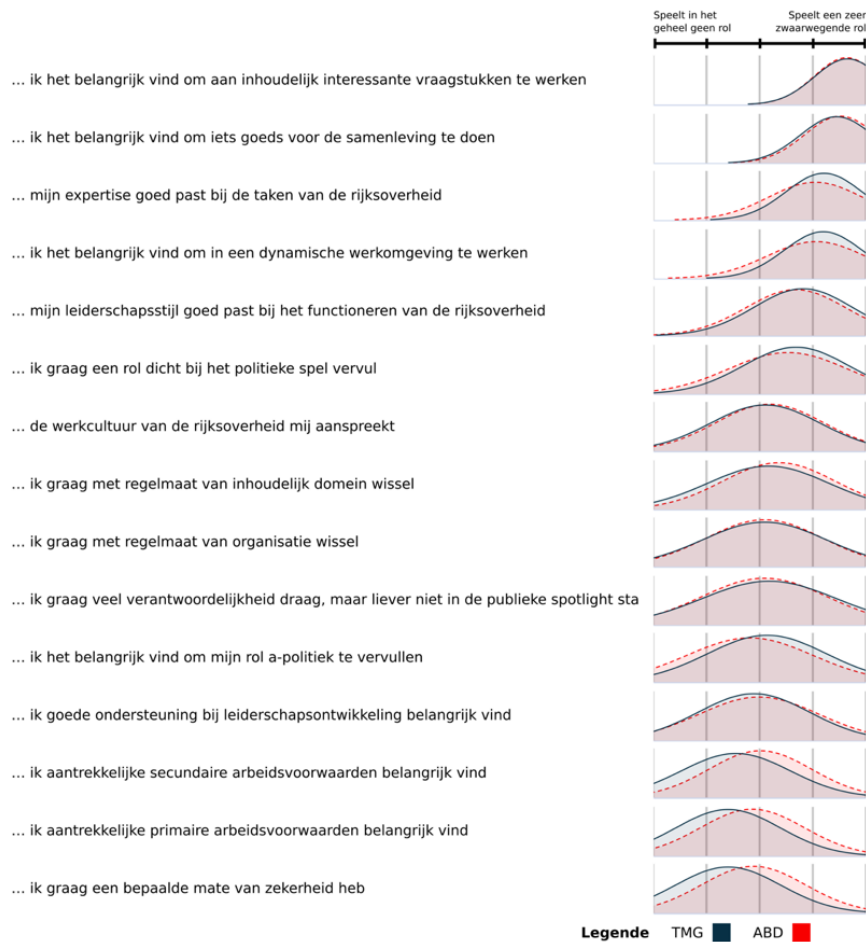 Speelt in het
geheel geen rol
Speelt een zeer
zwaarwegende rol
... ik het belangrijk vind om aan inhoudelijk interessante vraagstukken te werken
... ik het belangrijk vind om iets goeds voor de samenleving te doen
... mijn expertise goed past bij de taken van de rijksoverheid
... ik het belangrijk vind om in een dynamische werkomgeving te werken
... mijn leiderschapsstijl goed past bij het functioneren van de rijksoverheid
... ik graag een rol dicht bij het politieke spel vervul
... de werkcultuur van de rijksoverheid mij aanspreekt
... ik graag met regelmaat van inhoudelijk domein wissel
... ik graag met regelmaat van organisatie wissel
... ik graag veel verantwoordelijkheid draag, maar liever niet in de publieke spotlight sta
... ik het belangrijk vind om mijn rol a-politiek te vervullen
... ik goede ondersteuning bij leiderschapsontwikkeling belangrijk vind
... ik aantrekkelijke secundaire arbeidsvoorwaarden belangrijk vind
... ik aantrekkelijke primaire arbeidsvoorwaarden belangrijk vind
... ik graag een bepaalde mate van zekerheid heb
Legende TMG ABD